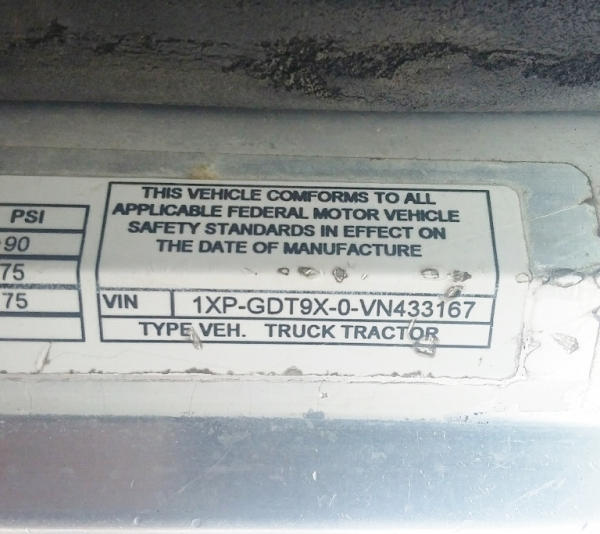 THIS VEHICLE COMFORMS TO ALL
APPLICABLE FEDERAL MOTOR VEHICLE
SAFETY STANDARDS IN EFFECT ON
THE DATE OF MANUFACTURE
VIN 1XP-GDT9X-0-VN433167
TYPE VEH. TRUCK TRACTOR
PSI
90
75
75